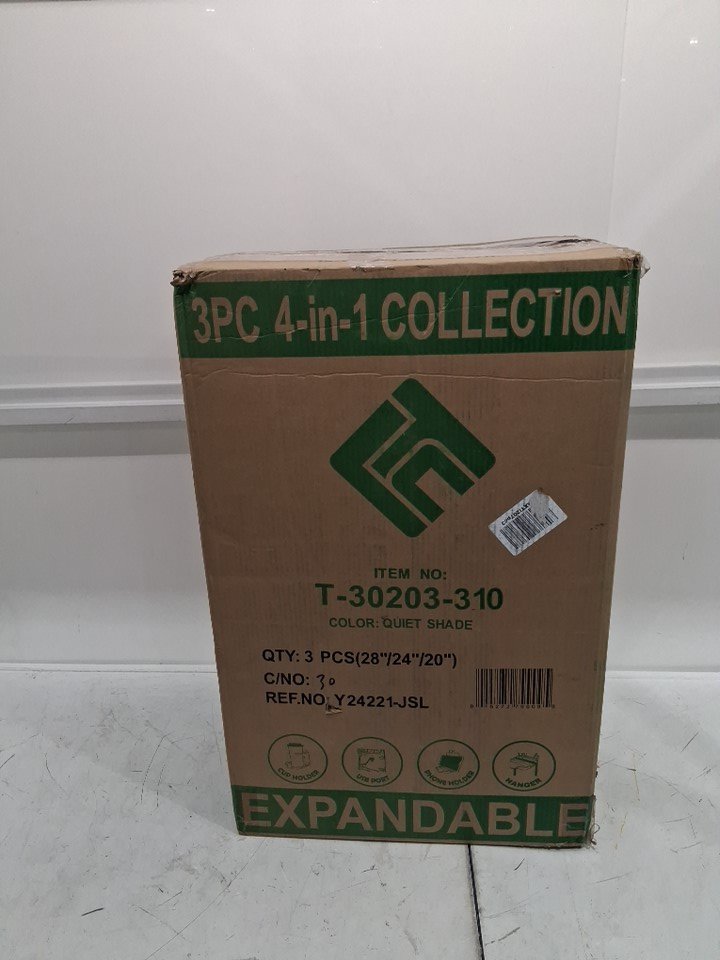 3PC 4-in-1 COLLECTION
ITEM NO:
T-30203-310
COLOR: QUIET SHADE
QTY: 3 PCS(28"/24"/20")
C/NO: 30
REF.NO: Y24221-JSL
CUP HOLDER
USB PORT
PHONE HOLDER
HANGER
EXPANDABLE